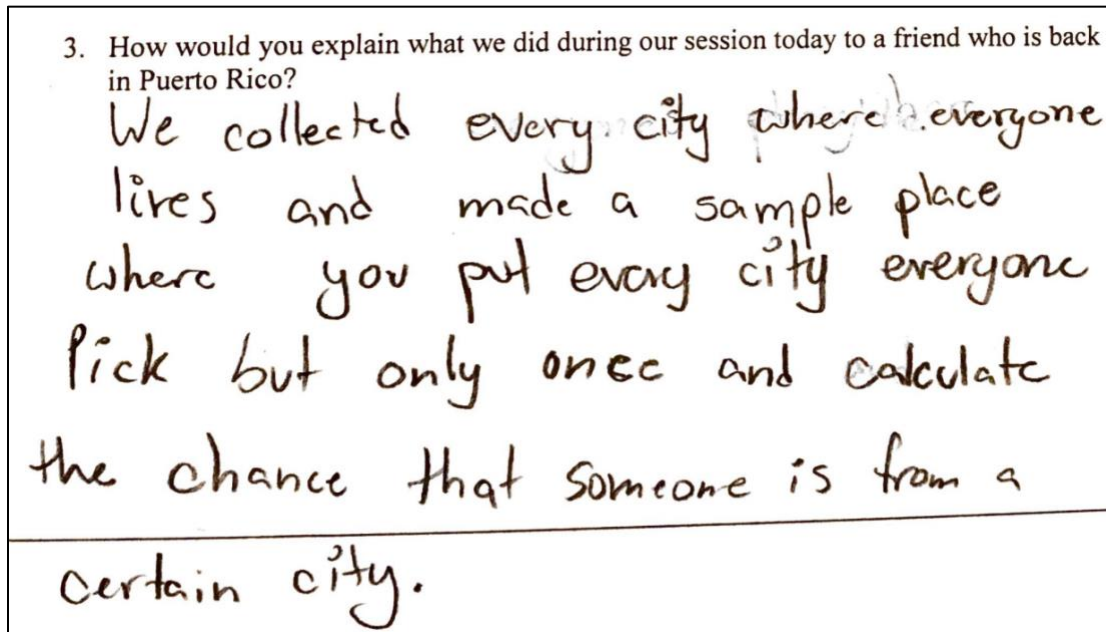 3. How would you explain what we did during our session today to a friend who is back
in Puerto Rico?
We collected every city where everyone
lives and made a sample place
where you put every city everyone
Pick but only once and calculate
the chance that someone is from a
certain city.